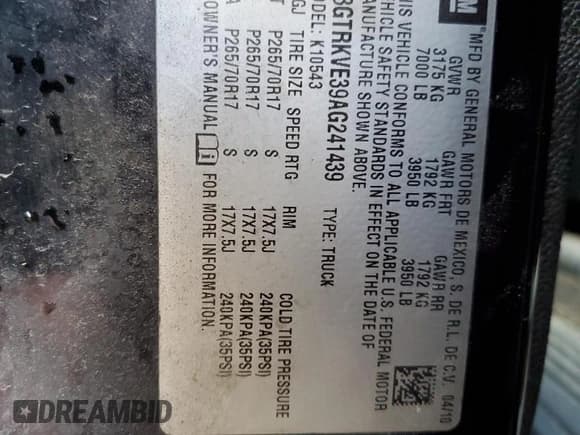 GM
MFD BY GENERAL MOTORS DE MEXICO, S. DE R.L. DE C.V. 04/10
GVWR GAWR FRT GAWR RR
3175 KG 1792 KG 1792 KG
7000 LB 3950 LB 3950 LB
VEHICLE CONFORMS TO ALL APPLICABLE U.S. FEDERAL MOTOR
VEHICLE SAFETY STANDARDS IN EFFECT ON THE DATE OF
MANUFACTURE SHOWN ABOVE.
GTRKVE39AG241439 TYPE: TRUCK
MODEL: K10543
TIRE SIZE SPEED RTG RIM COLD TIRE PRESSURE
P265/70R17 S 17X7.5J 240KPA(35PSI)
P265/70R17 S 17X7.5J 240KPA(35PSI)
P265/70R17 S 17X7.5J 240KPA(35PSI)
OWNER'S MANUAL FOR MORE INFORMATION.
DREAMBID